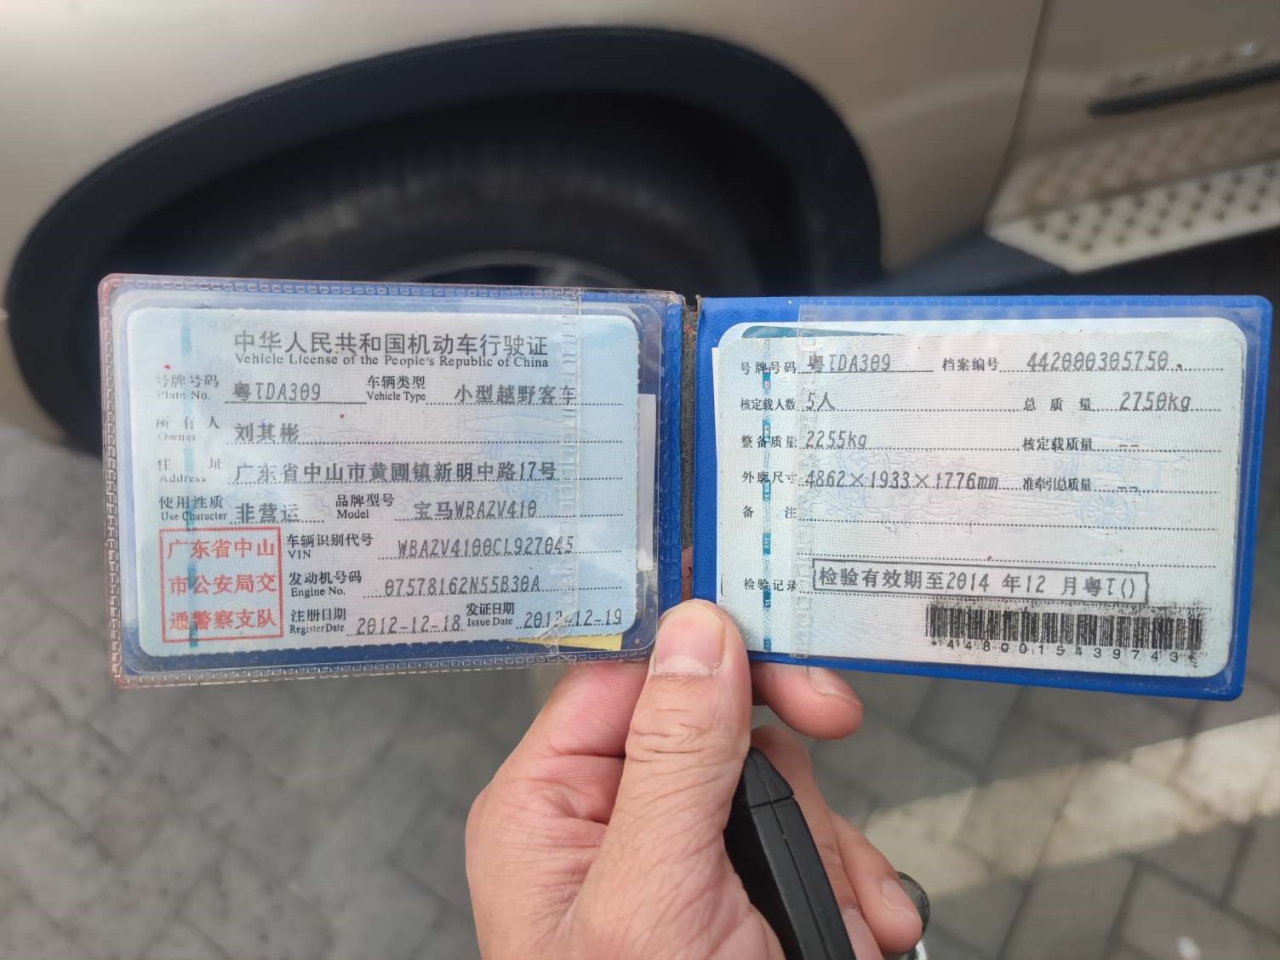 中华人民共和国机动车行驶证
Vehicle License of the People's Republic of China
号牌号码 Plate No. 粤TDA309 车辆类型 Vehicle Type 小型越野客车
所有人 Owner 刘其彬
住址 Address 广东省中山市黄圃镇新明中路17号
使用性质 Use Character 非营运 品牌型号 Model 宝马WBAZV410
广东省中山市公安局交通警察支队
车辆识别代号 VIN WBAZV4100CL927045
发动机号码 Engine No. 07578162N55B30A
注册日期 Register Date 2012-12-18 发证日期 Issue Date 2012-12-19
号牌号码 粤TDA309 档案编号 442000305750
核定载人数 5人 总质量 2750kg
整备质量 2255kg 核定载质量 --
外廓尺寸 4862×1933×1776mm 准牵引总质量 --
备注
检验记录 检验有效期至2014年12月粤T()
*4480015439743*